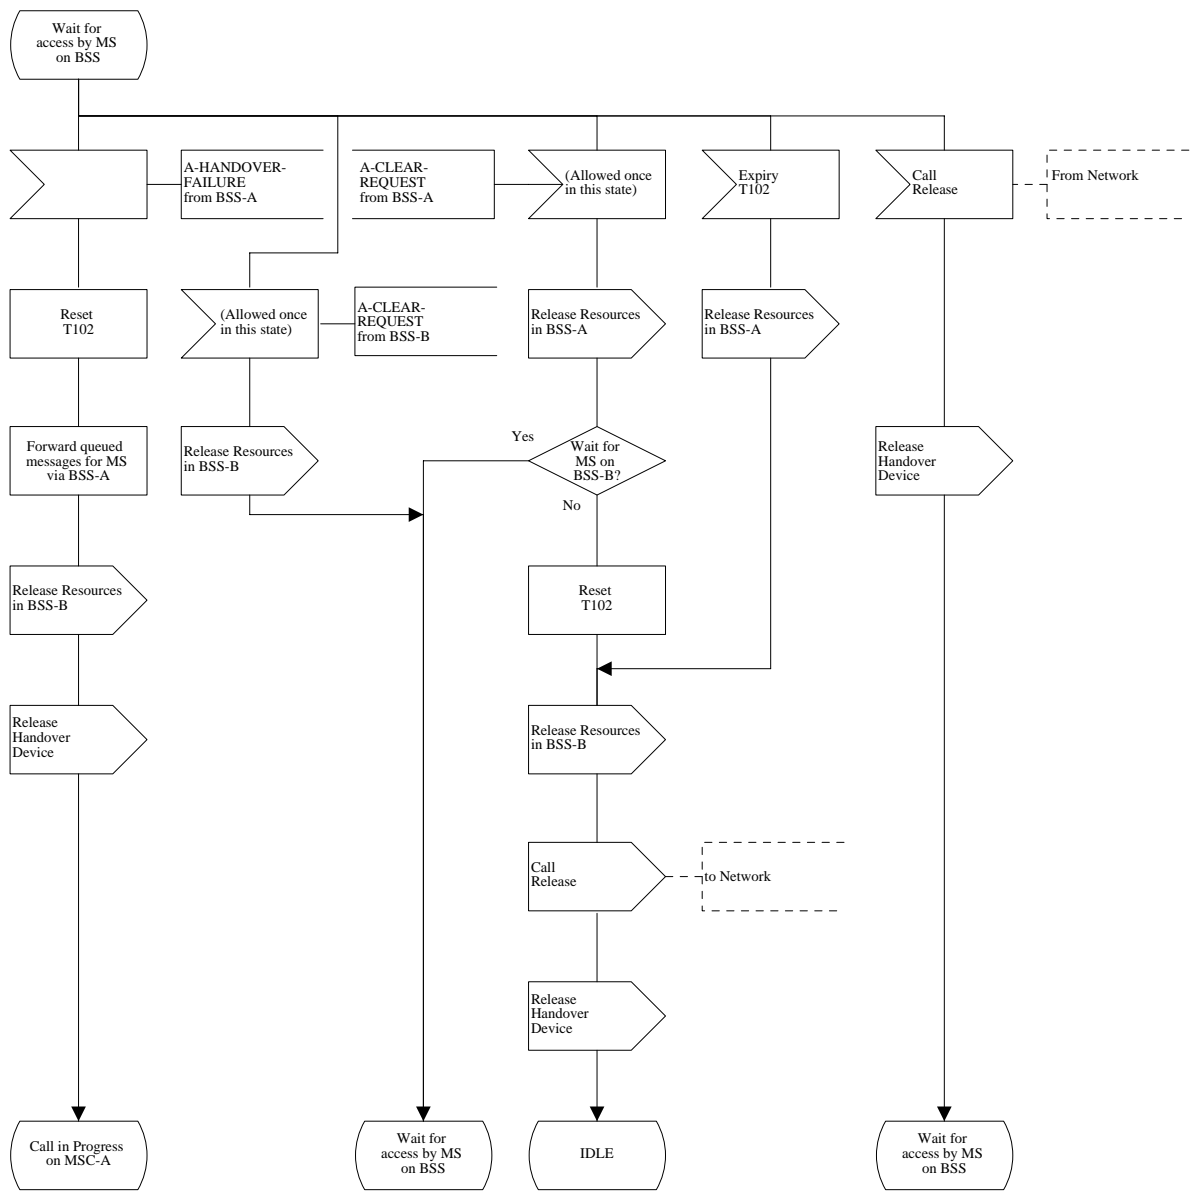 Wait for
access by MS
on BSS
A-HANDOVER-
FAILURE
from BSS-A
A-CLEAR-
REQUEST
from BSS-A
(Allowed once
in this state)
Expiry
T102
Call
Release
From Network
Reset
T102
(Allowed once
in this state)
A-CLEAR-
REQUEST
from BSS-B
Release Resources
in BSS-A
Release Resources
in BSS-A
Forward queued
messages for MS
via BSS-A
Release Resources
in BSS-B
Yes
Wait for
MS on
BSS-B?
No
Release
Handover
Device
Release Resources
in BSS-B
Reset
T102
Release
Handover
Device
Release Resources
in BSS-B
Call
Release
to Network
Release
Handover
Device
Call in Progress
on MSC-A
Wait for
access by MS
on BSS
IDLE
Wait for
access by MS
on BSS